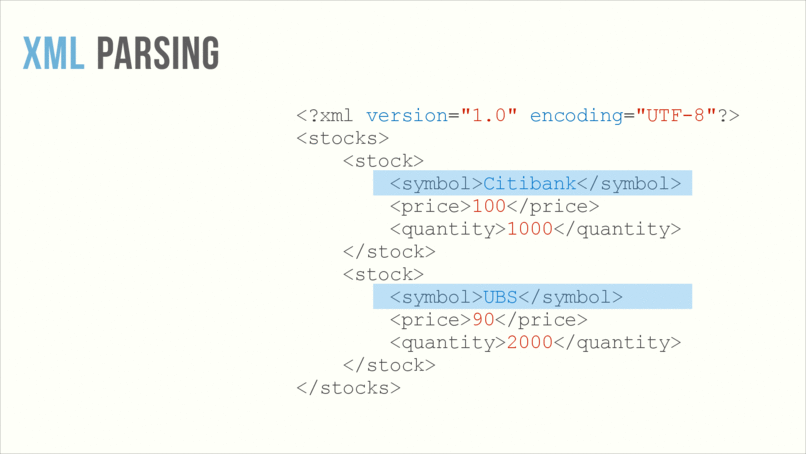 XML PARSING
<?xml version="1.0" encoding="UTF-8"?>
<stocks>
<stock>
<symbol>Citibank</symbol>
<price>100</price>
<quantity>1000</quantity>
</stock>
<stock>
<symbol>UBS</symbol>
<price>90</price>
<quantity>2000</quantity>
</stock>
</stocks>